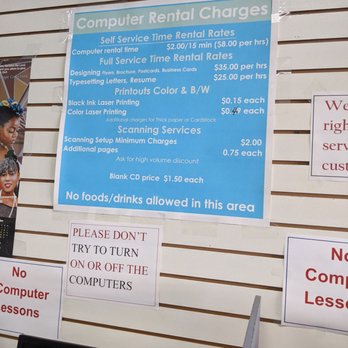 Computer Rental Charges
Self Service Time Rental Rates
Computer rental time $2.00/15 min ($8.00 per hrs)
Full Service Time Rental Rates
Designing Flyers, Brochure, Postcards, Business Cards $35.00 per hrs
Typesetting Letters, Resume $25.00 per hrs
Printouts Color & B/W
Black Ink Laser Printing $0.15 each
Color Laser Printing each
Additional charges for Thick paper or Cardstock
Scanning Services
Scanning Setup Minimum Charges $2.00
Additional pages 0.75 each
Ask for high volume discount
Blank CD price $1.50 each
No foods/drinks allowed in this area
We
righ
serv
cust
PLEASE DON'T
TRY TO TURN
ON OR OFF THE
COMPUTERS
No
Computer
Lessons
No
Compu
Lesso